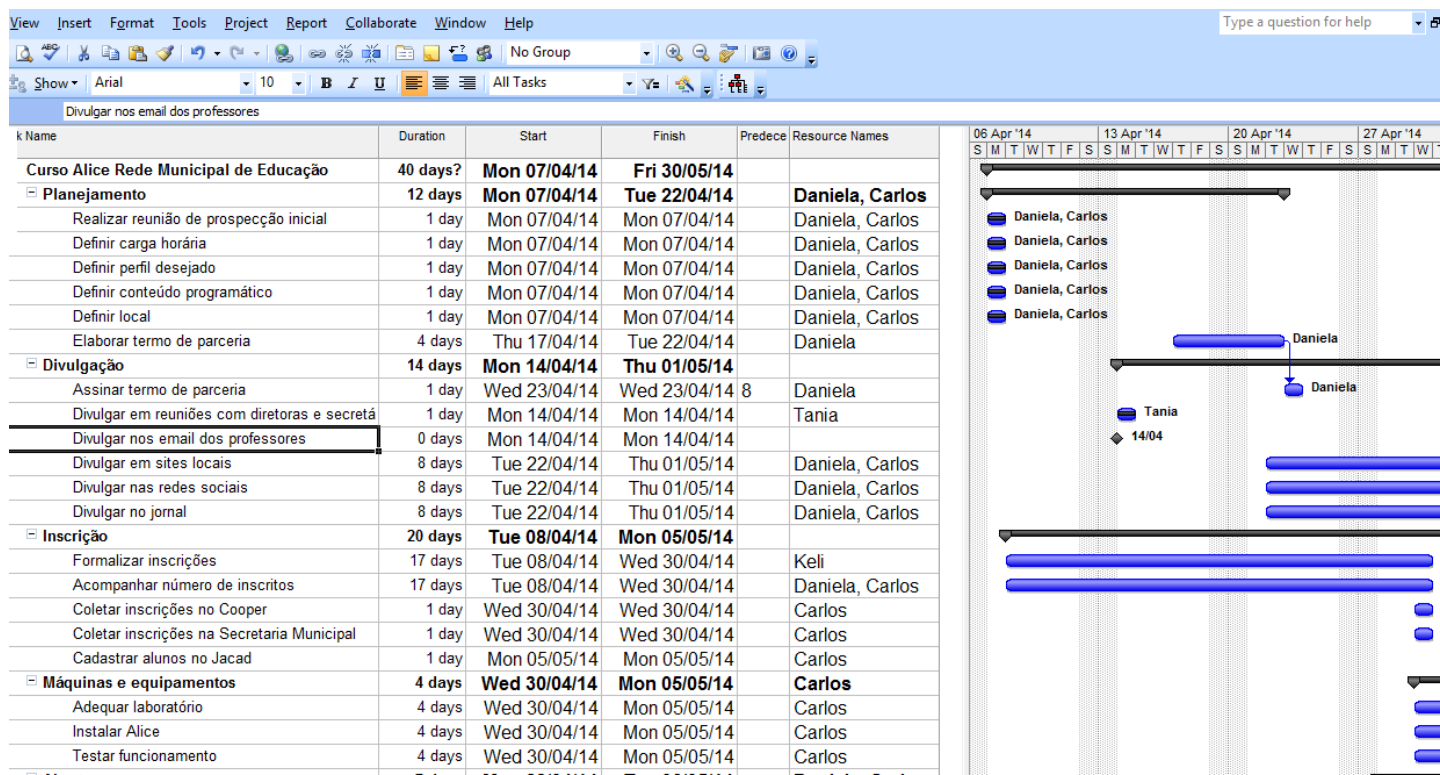 View Insert Format Tools Project Report Collaborate Window Help Type a question for help
ABC No Group
Show Arial 10 B I U All Tasks
Divulgar nos email dos professores
k Name Duration Start Finish Predece Resource Names 06 Apr '14 13 Apr '14 20 Apr '14 27 Apr '14
S M T W T F S S M T W T F S S M T W T F S S M T W
Curso Alice Rede Municipal de Educação 40 days? Mon 07/04/14 Fri 30/05/14
Planejamento 12 days Mon 07/04/14 Tue 22/04/14 Daniela, Carlos
Realizar reunião de prospecção inicial 1 day Mon 07/04/14 Mon 07/04/14 Daniela, Carlos Daniela, Carlos
Definir carga horária 1 day Mon 07/04/14 Mon 07/04/14 Daniela, Carlos Daniela, Carlos
Definir perfil desejado 1 day Mon 07/04/14 Mon 07/04/14 Daniela, Carlos Daniela, Carlos
Definir conteúdo programático 1 day Mon 07/04/14 Mon 07/04/14 Daniela, Carlos Daniela, Carlos
Definir local 1 day Mon 07/04/14 Mon 07/04/14 Daniela, Carlos Daniela, Carlos
Elaborar termo de parceria 4 days Thu 17/04/14 Tue 22/04/14 Daniela Daniela
Divulgação 14 days Mon 14/04/14 Thu 01/05/14
Assinar termo de parceria 1 day Wed 23/04/14 Wed 23/04/14 8 Daniela Daniela
Divulgar em reuniões com diretoras e secretá 1 day Mon 14/04/14 Mon 14/04/14 Tania Tania
Divulgar nos email dos professores 0 days Mon 14/04/14 Mon 14/04/14 14/04
Divulgar em sites locais 8 days Tue 22/04/14 Thu 01/05/14 Daniela, Carlos
Divulgar nas redes sociais 8 days Tue 22/04/14 Thu 01/05/14 Daniela, Carlos
Divulgar no jornal 8 days Tue 22/04/14 Thu 01/05/14 Daniela, Carlos
Inscrição 20 days Tue 08/04/14 Mon 05/05/14
Formalizar inscrições 17 days Tue 08/04/14 Wed 30/04/14 Keli
Acompanhar número de inscritos 17 days Tue 08/04/14 Wed 30/04/14 Daniela, Carlos
Coletar inscrições no Cooper 1 day Wed 30/04/14 Wed 30/04/14 Carlos
Coletar inscrições na Secretaria Municipal 1 day Wed 30/04/14 Wed 30/04/14 Carlos
Cadastrar alunos no Jacad 1 day Mon 05/05/14 Mon 05/05/14 Carlos
Máquinas e equipamentos 4 days Wed 30/04/14 Mon 05/05/14 Carlos
Adequar laboratório 4 days Wed 30/04/14 Mon 05/05/14 Carlos
Instalar Alice 4 days Wed 30/04/14 Mon 05/05/14 Carlos
Testar funcionamento 4 days Wed 30/04/14 Mon 05/05/14 Carlos